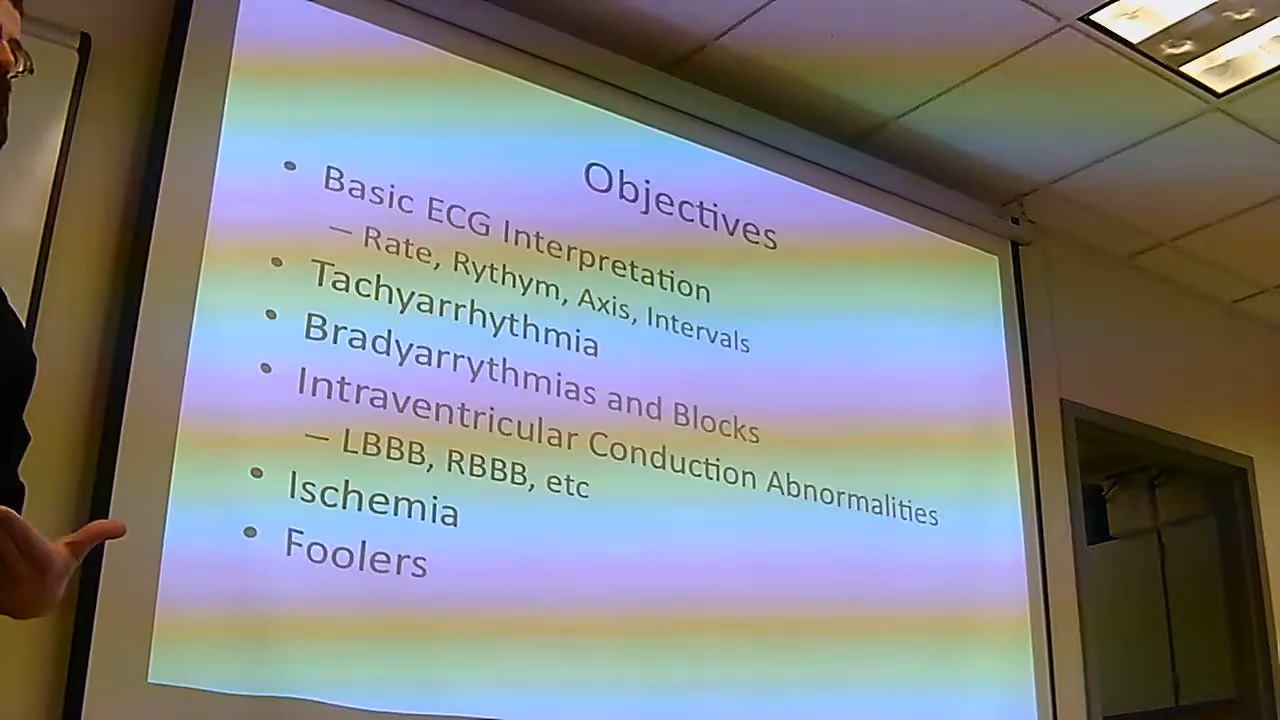 Objectives
• Basic ECG Interpretation
– Rate, Rythym, Axis, Intervals
• Tachyarrhythmia
• Bradyarrythmias and Blocks
• Intraventricular Conduction Abnormalities
– LBBB, RBBB, etc
• Ischemia
• Foolers